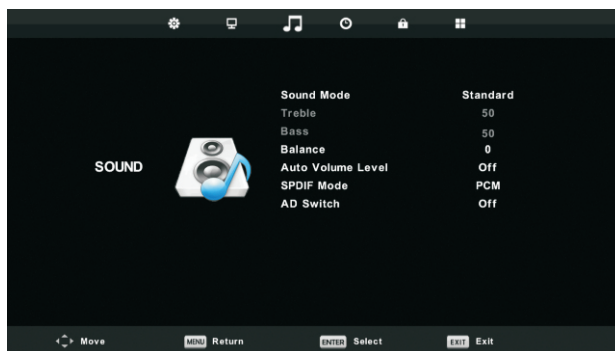 Sound Mode Standard
Treble 50
Bass 50
Balance 0
SOUND
Auto Volume Level Off
SPDIF Mode PCM
AD Switch Off
Move MENU Return ENTER Select EXIT Exit